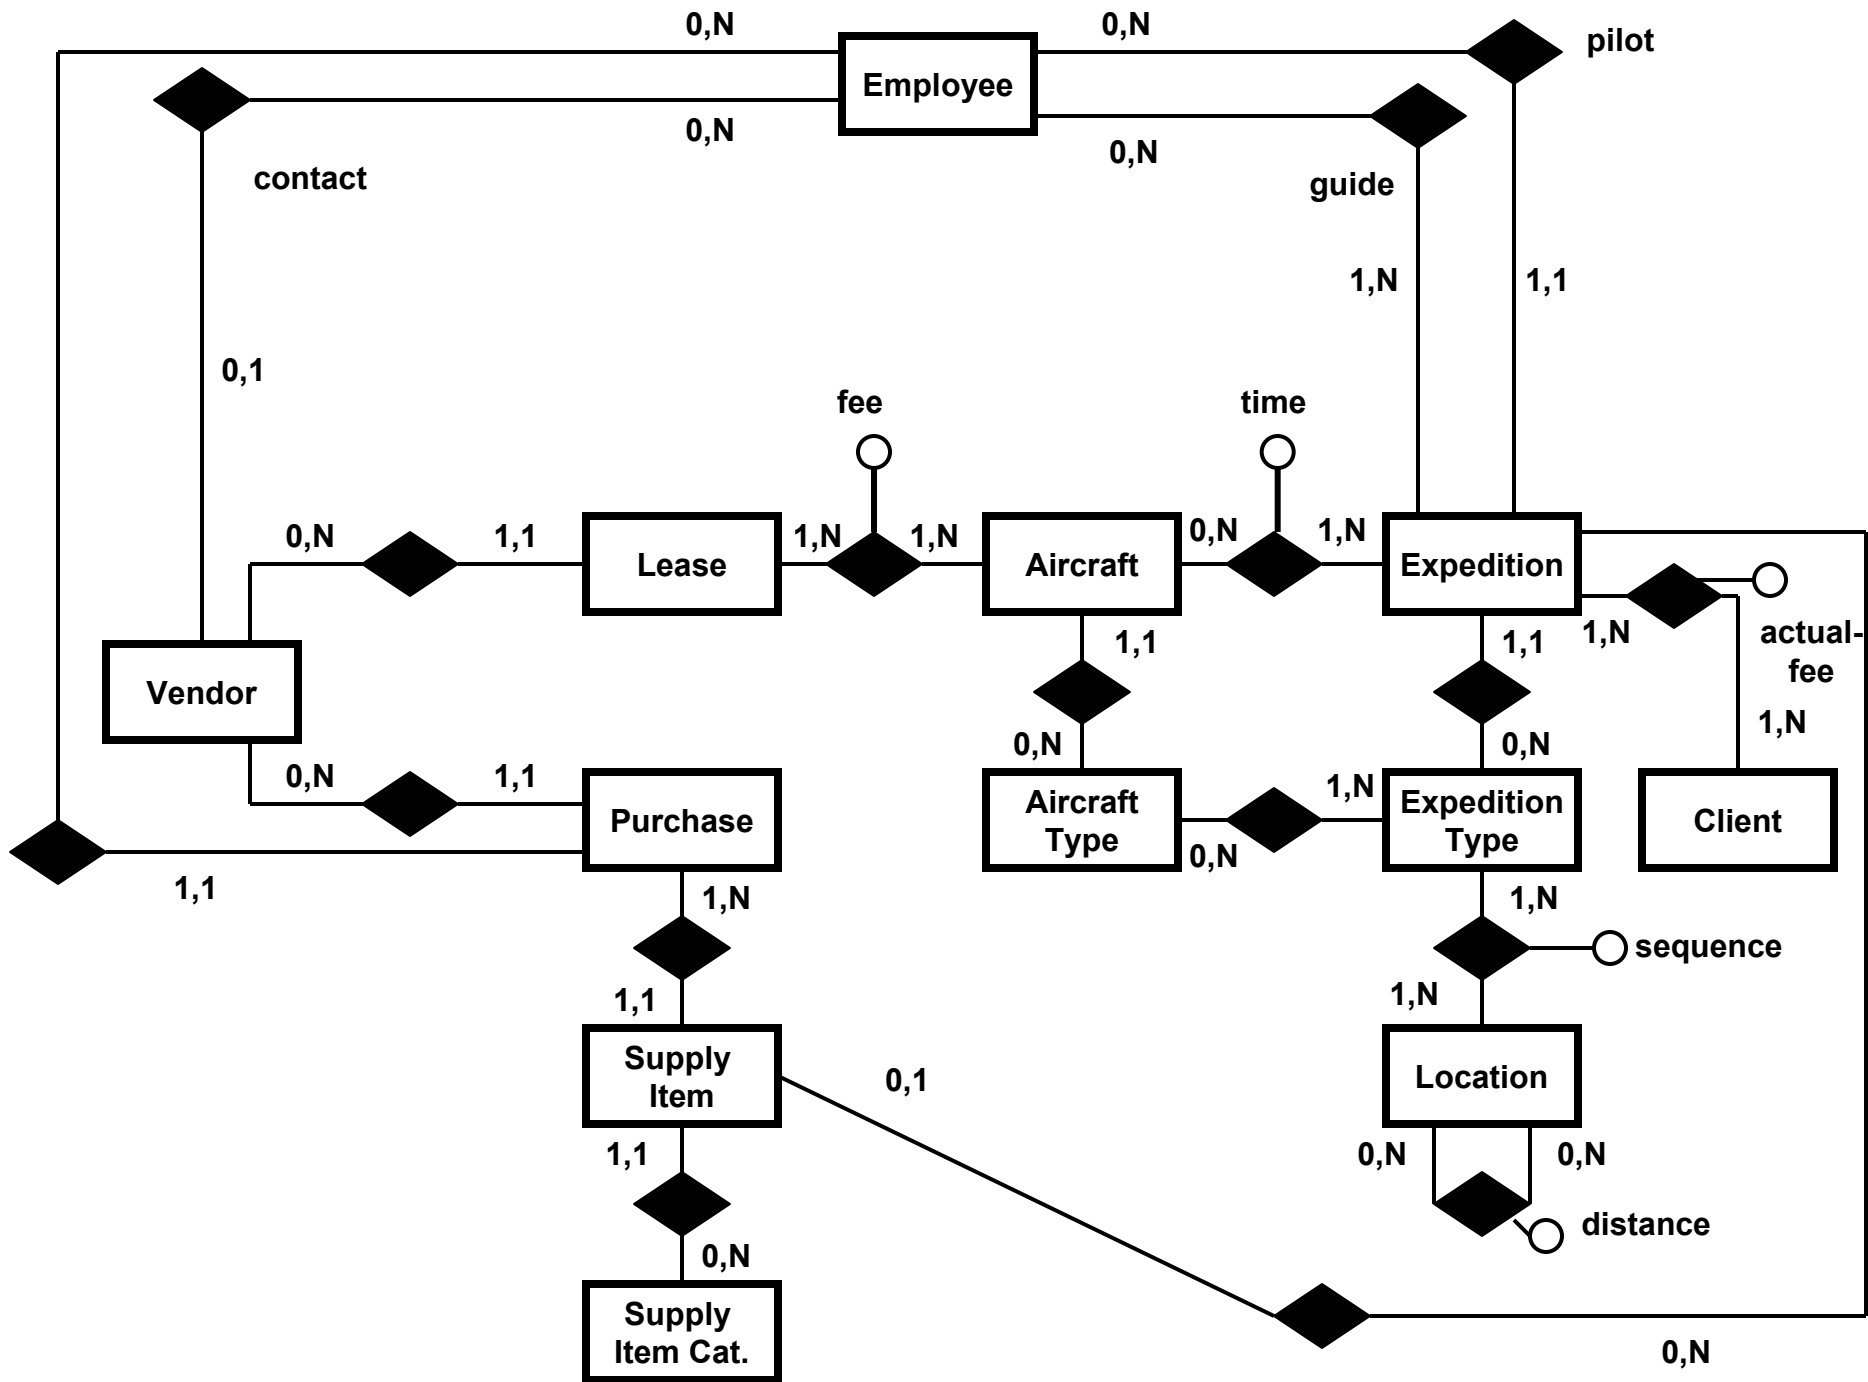 0,N
0,N
pilot
Employee
0,N
0,N
contact
guide
1,N
1,1
0,1
fee
time
0,N
1,1
Lease
1,N
1,N
Aircraft
0,N
1,N
Expedition
1,N
actual-
fee
1,1
1,1
Vendor
1,N
0,N
0,N
0,N
1,1
Purchase
Aircraft
Type
0,N
1,N
Expedition
Type
Client
1,1
1,N
1,N
sequence
1,1
1,N
Supply
Item
0,1
Location
1,1
0,N
0,N
distance
0,N
Supply
Item Cat.
0,N